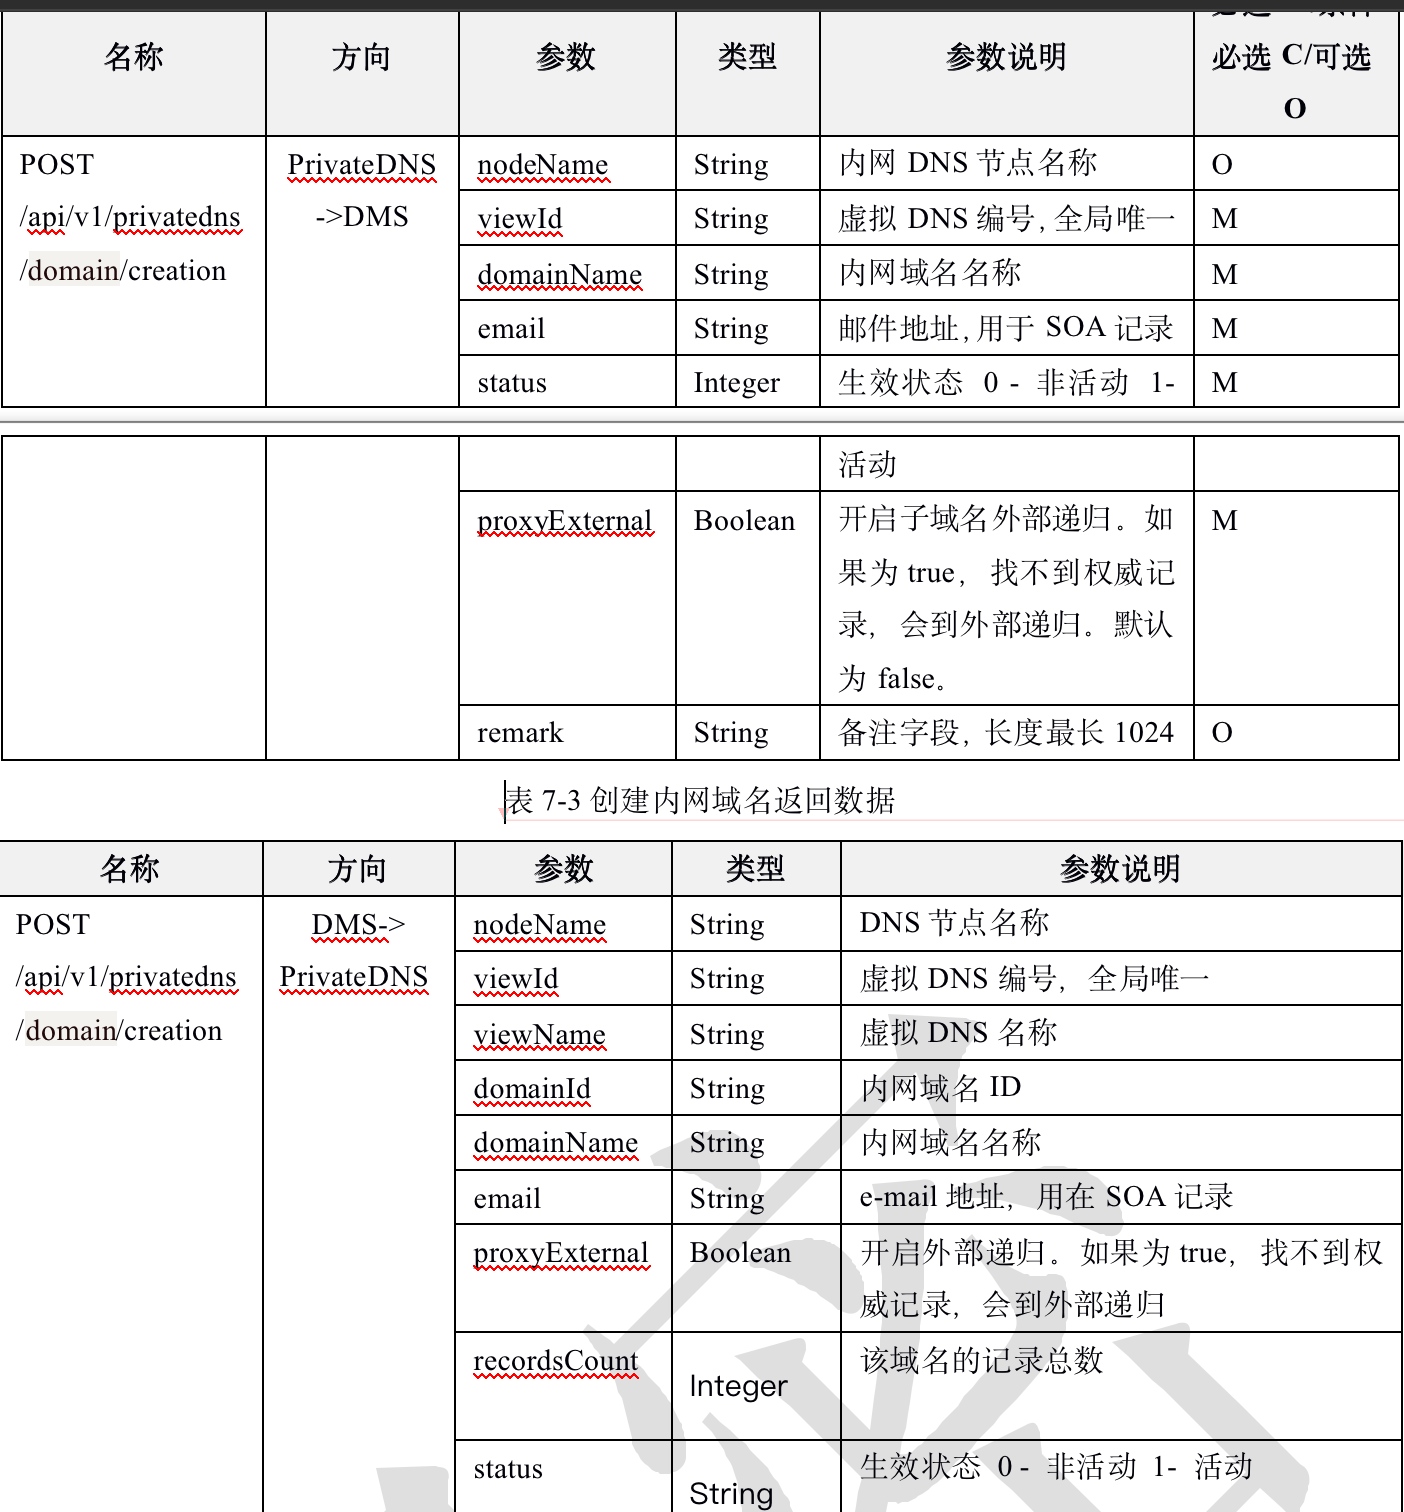 名称 方向 参数 类型 参数说明 必选 C/可选
O
POST PrivateDNS nodeName String 内网 DNS 节点名称 O
/api/v1/privatedns ->DMS viewId String 虚拟 DNS 编号,全局唯一 M
/domain/creation domainName String 内网域名名称 M
email String 邮件地址,用于 SOA 记录 M
status Integer 生效状态 0 - 非活动 1- M
活动
proxyExternal Boolean 开启子域名外部递归。如 M
果为 true，找不到权威记
录，会到外部递归。默认
为 false。
remark String 备注字段，长度最长 1024 O
表 7-3 创建内网域名返回数据
名称 方向 参数 类型 参数说明
POST DMS-> nodeName String DNS 节点名称
/api/v1/privatedns PrivateDNS viewId String 虚拟 DNS 编号，全局唯一
/domain/creation viewName String 虚拟 DNS 名称
domainId String 内网域名 ID
domainName String 内网域名名称
email String e-mail 地址，用在 SOA 记录
proxyExternal Boolean 开启外部递归。如果为 true，找不到权
威记录，会到外部递归
recordsCount Integer 该域名的记录总数
status String 生效状态 0 - 非活动 1- 活动